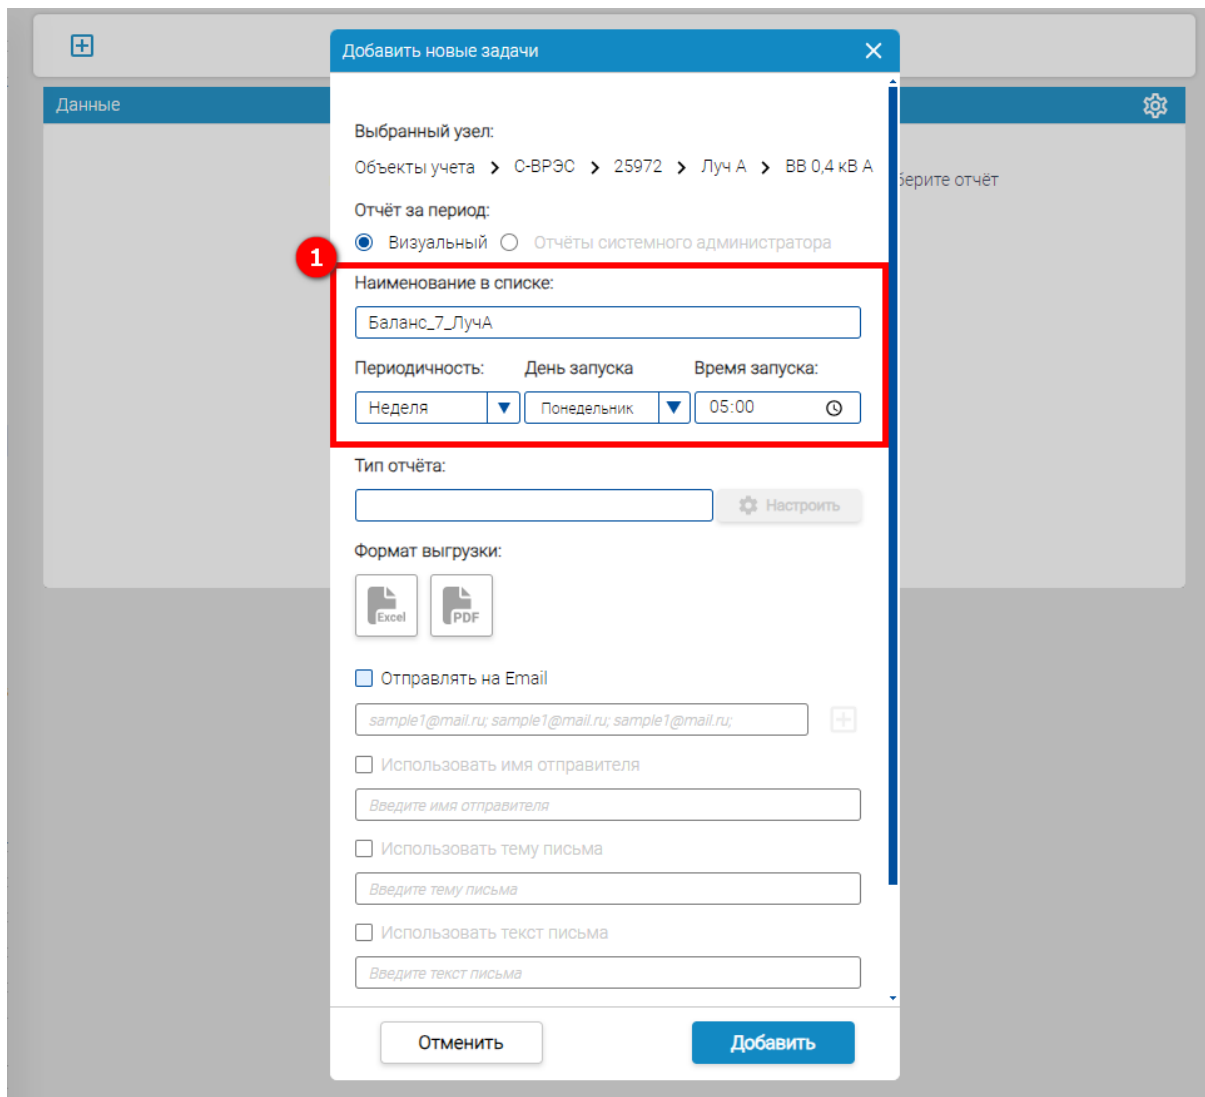 Добавить новые задачи
Данные
Выбранный узел:
Объекты учета > С-ВРЭС > 25972 > Луч А > ВВ 0,4 кВ А
берите отчёт
Отчёт за период:
Визуальный Отчёты системного администратора
1
Наименование в списке:
Баланс_7_ЛучА
Периодичность: День запуска Время запуска:
Неделя Понедельник 05:00
Тип отчёта:
Настроить
Формат выгрузки:
Excel PDF
Отправлять на Email
sample1@mail.ru; sample1@mail.ru; sample1@mail.ru;
Использовать имя отправителя
Введите имя отправителя
Использовать тему письма
Введите тему письма
Использовать текст письма
Введите текст письма
Отменить Добавить